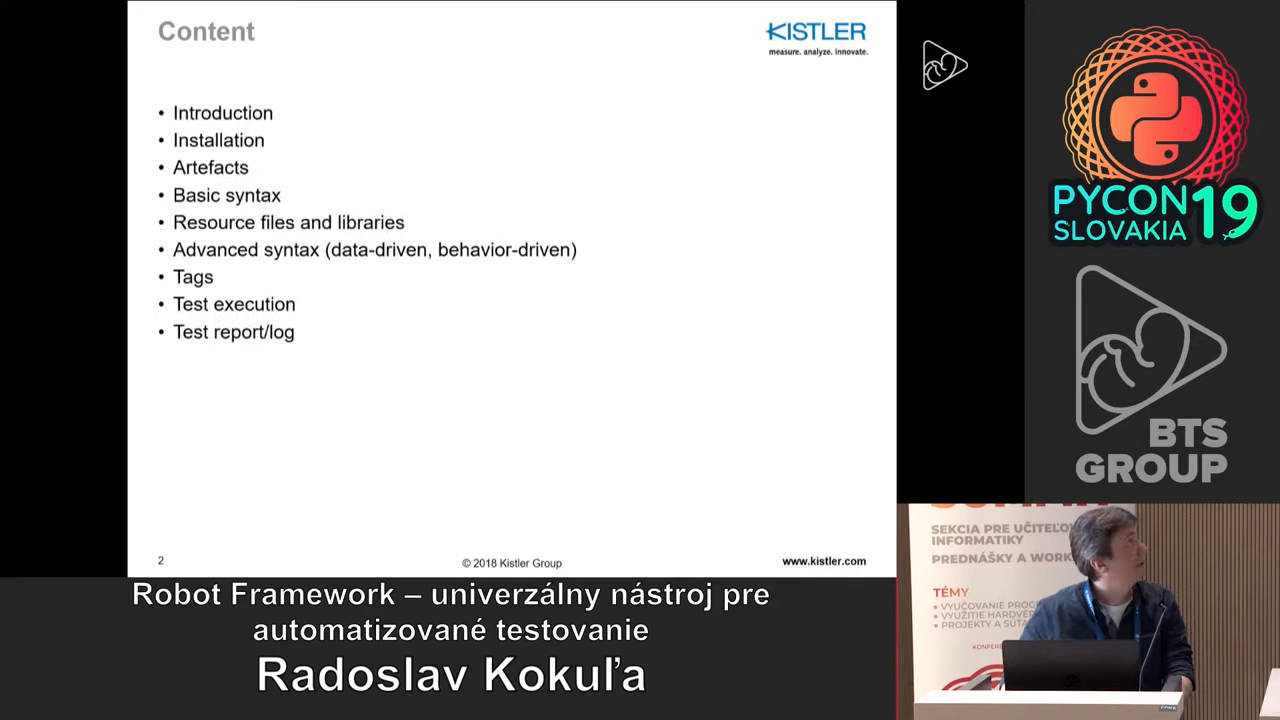 Content
KISTLER
measure. analyze. innovate.
• Introduction
• Installation
• Artefacts
• Basic syntax
• Resource files and libraries
• Advanced syntax (data-driven, behavior-driven)
• Tags
• Test execution
• Test report/log
2
© 2018 Kistler Group
www.kistler.com
PYCON 19
SLOVAKIA
BTS
GROUP
SEKCIA PRE UČITEĽOV
INFORMATIKY
PREDNÁŠKY A WORK
TÉMY
• VYUČOVANIE PROG
• VYUŽITIE HARDVÉR
• PROJEKTY A SÚŤA
KONFERE
Robot Framework – univerzálny nástroj pre
automatizované testovanie
Radoslav Kokuľa